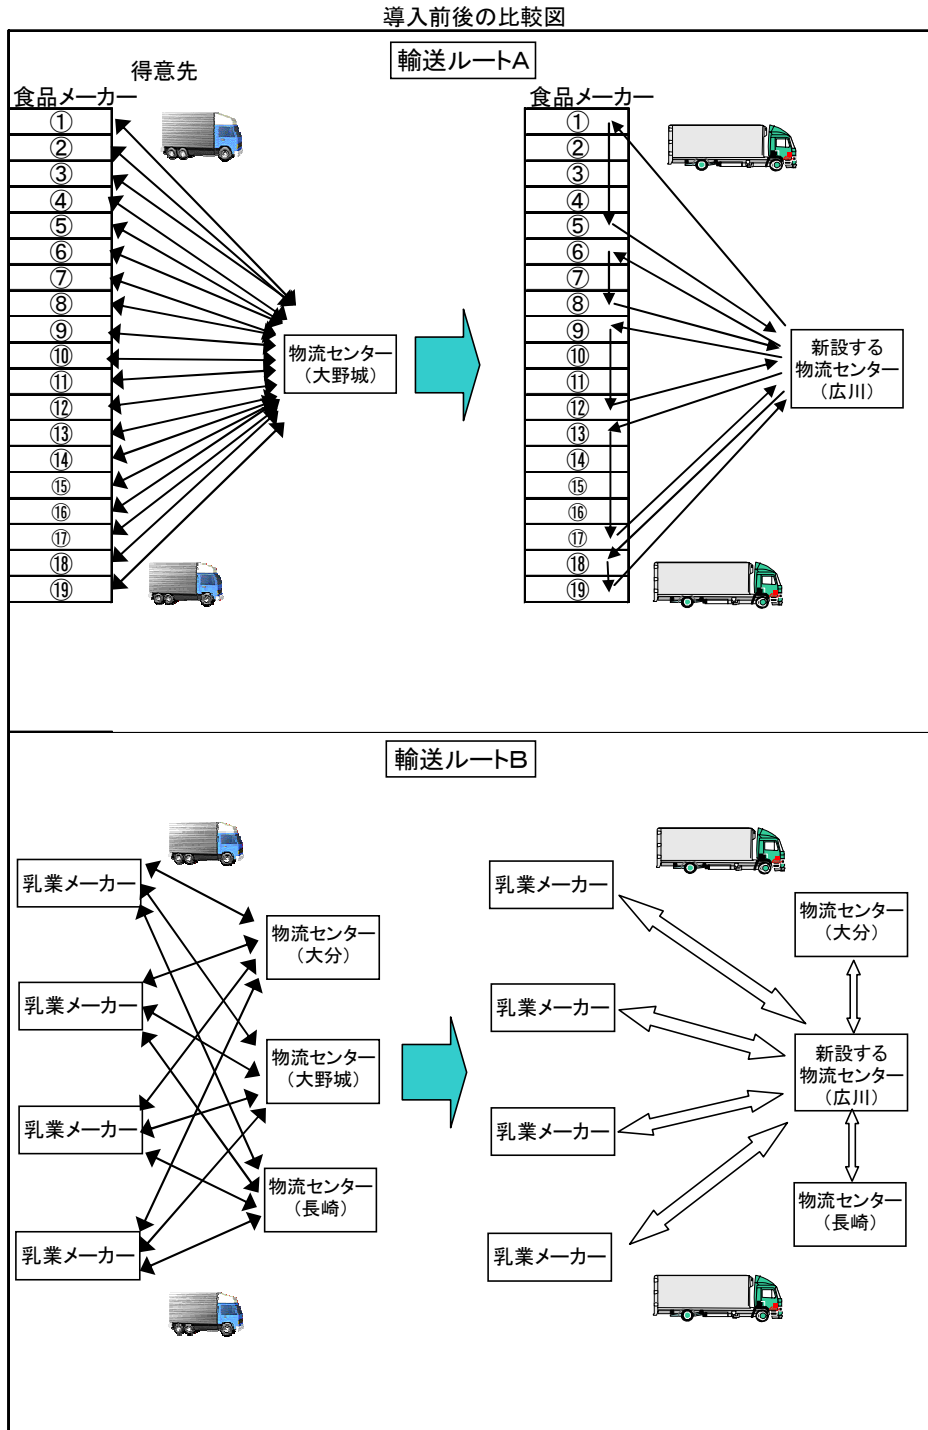 導入前後の比較図
輸送ルートA
得意先
食品メーカー
①
②
③
④
⑤
⑥
⑦
⑧
⑨
⑩
⑪
⑫
⑬
⑭
⑮
⑯
⑰
⑱
⑲
物流センター
（大野城）
食品メーカー
①
②
③
④
⑤
⑥
⑦
⑧
⑨
⑩
⑪
⑫
⑬
⑭
⑮
⑯
⑰
⑱
⑲
新設する
物流センター
（広川）
輸送ルートB
乳業メーカー
乳業メーカー
乳業メーカー
乳業メーカー
物流センター
（大分）
物流センター
（大野城）
物流センター
（長崎）
乳業メーカー
乳業メーカー
乳業メーカー
乳業メーカー
物流センター
（大分）
新設する
物流センター
（広川）
物流センター
（長崎）